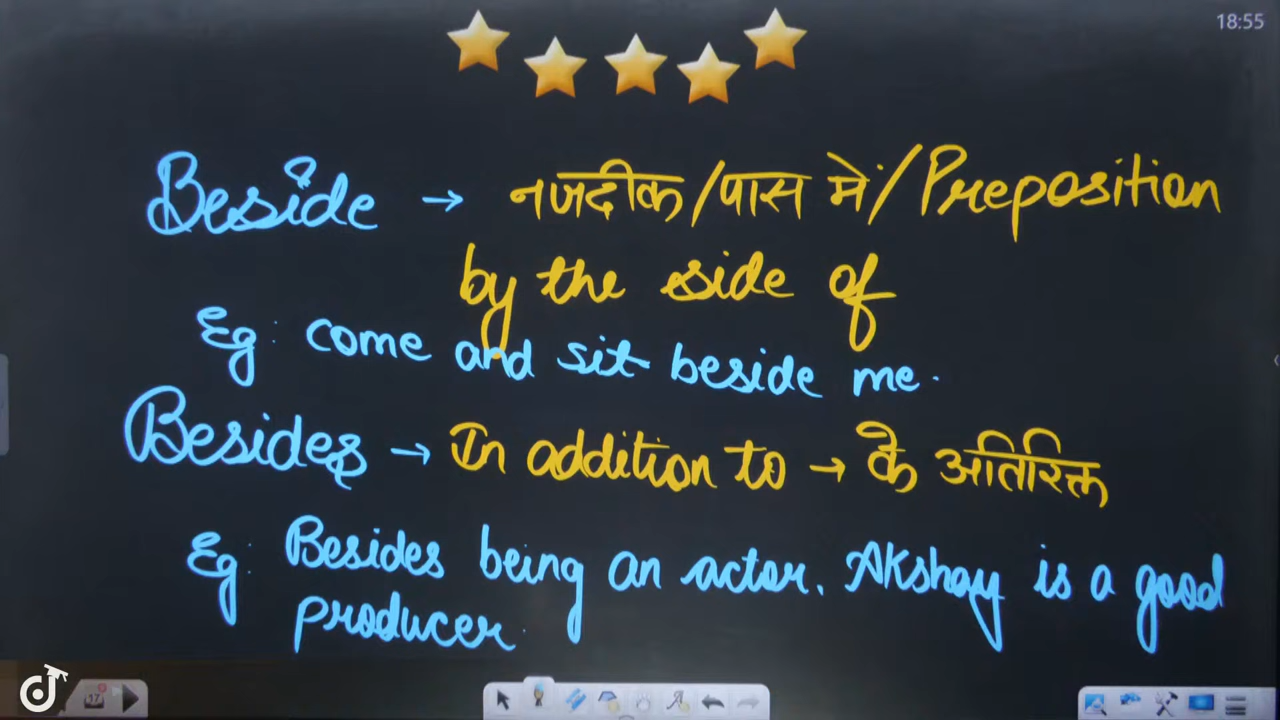 18:55
Beside → नजदीक/पास में/Preposition
by the side of
Eg: come and sit beside me.
Besides → In addition to → के अतिरिक्त
Eg: Besides being an actor, Akshay is a good
producer.
17